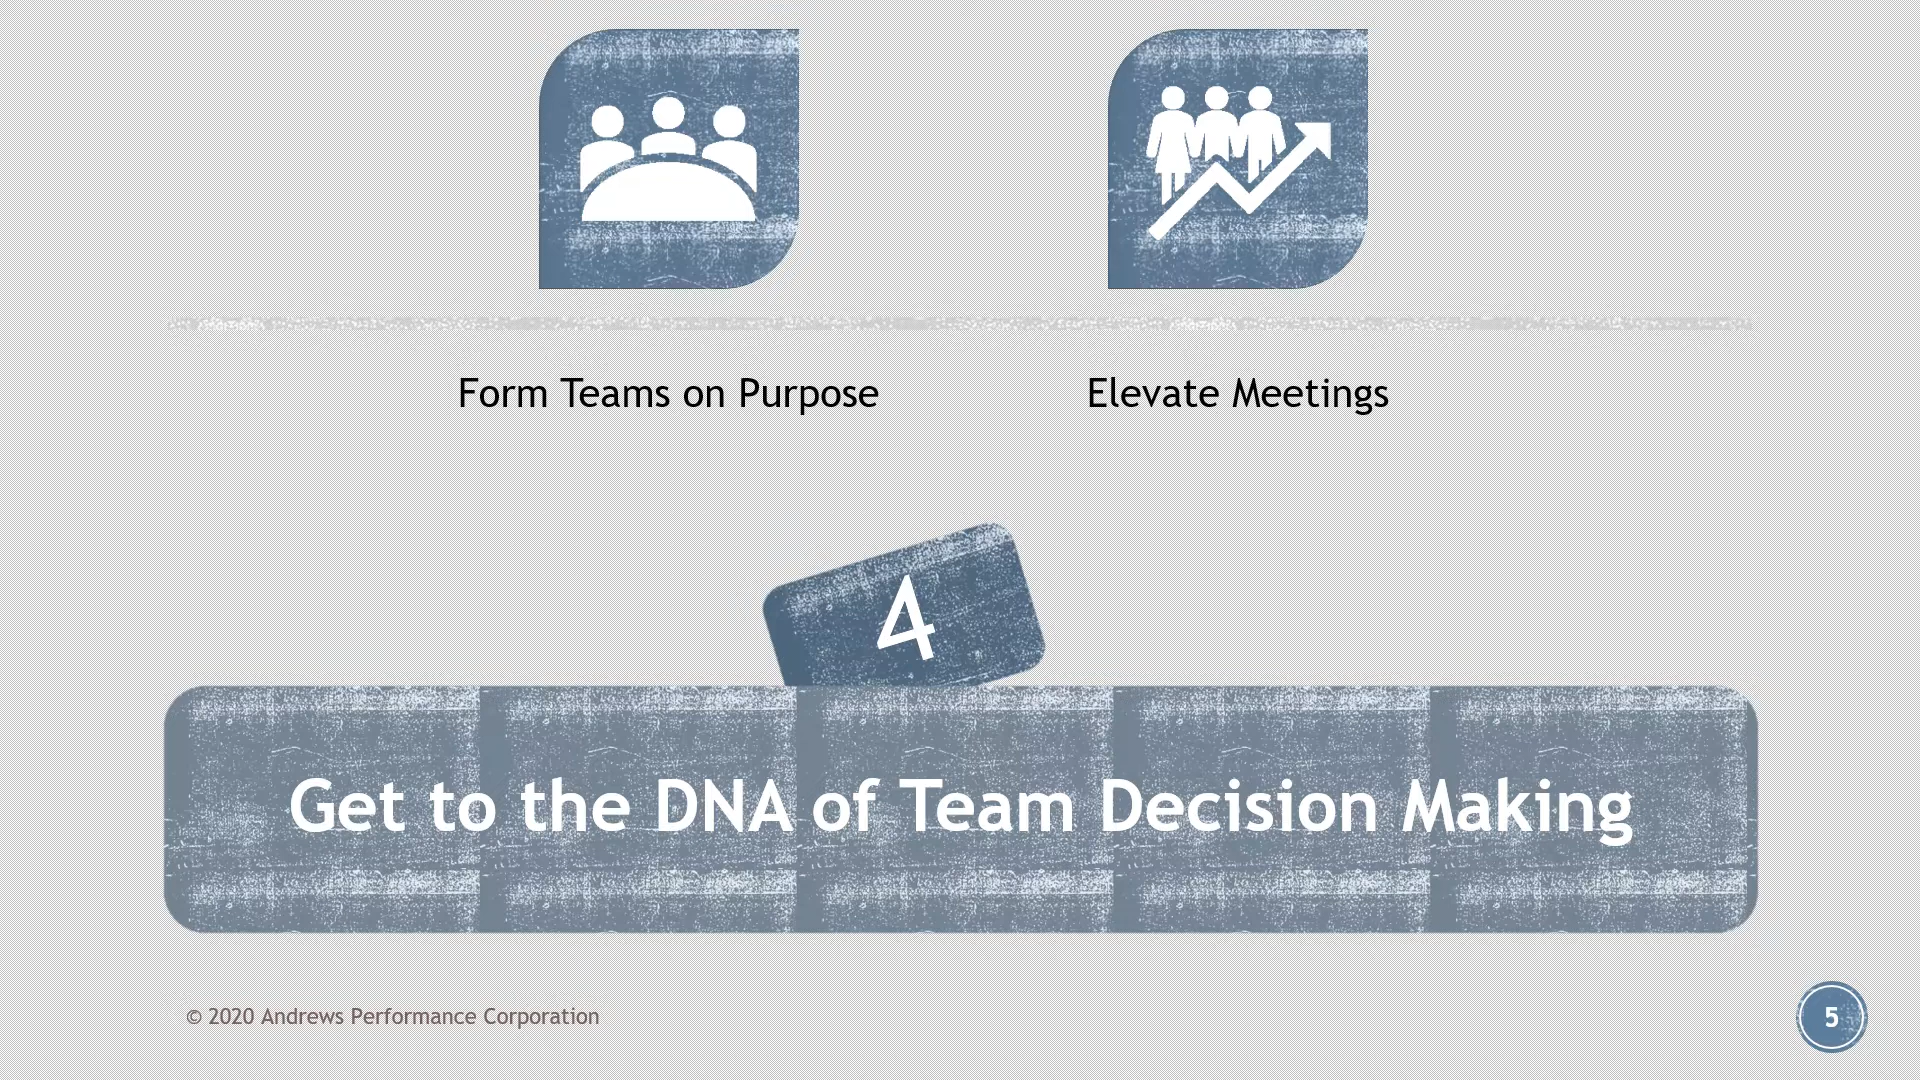 Form Teams on Purpose
Elevate Meetings
4
Get to the DNA of Team Decision Making
© 2020 Andrews Performance Corporation
5